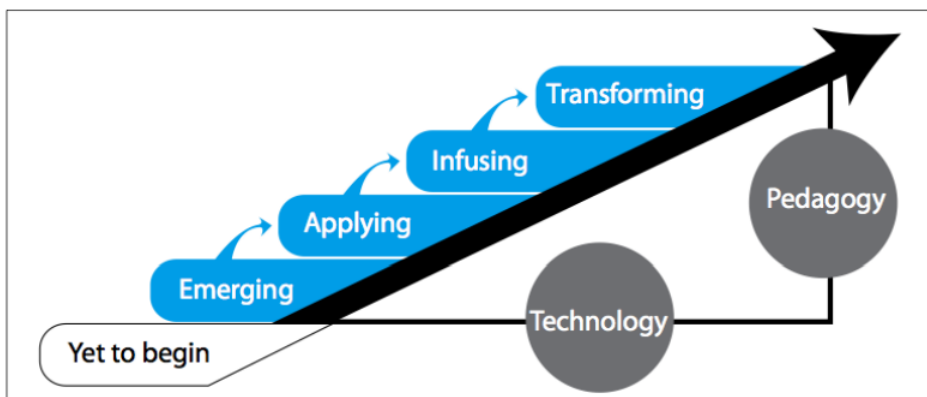 Transforming
Infusing
Pedagogy
Applying
Emerging
Technology
Yet to begin